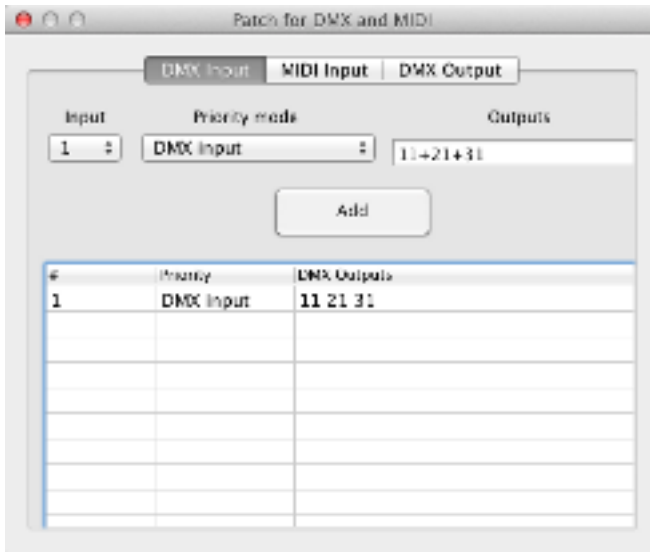 Patch for DMX and MIDI
DMX Input MIDI Input DMX Output
Input Priority mode Outputs
1 DMX Input 11+21+31
Add
# Priority DMX Outputs
1 DMX Input 11 21 31